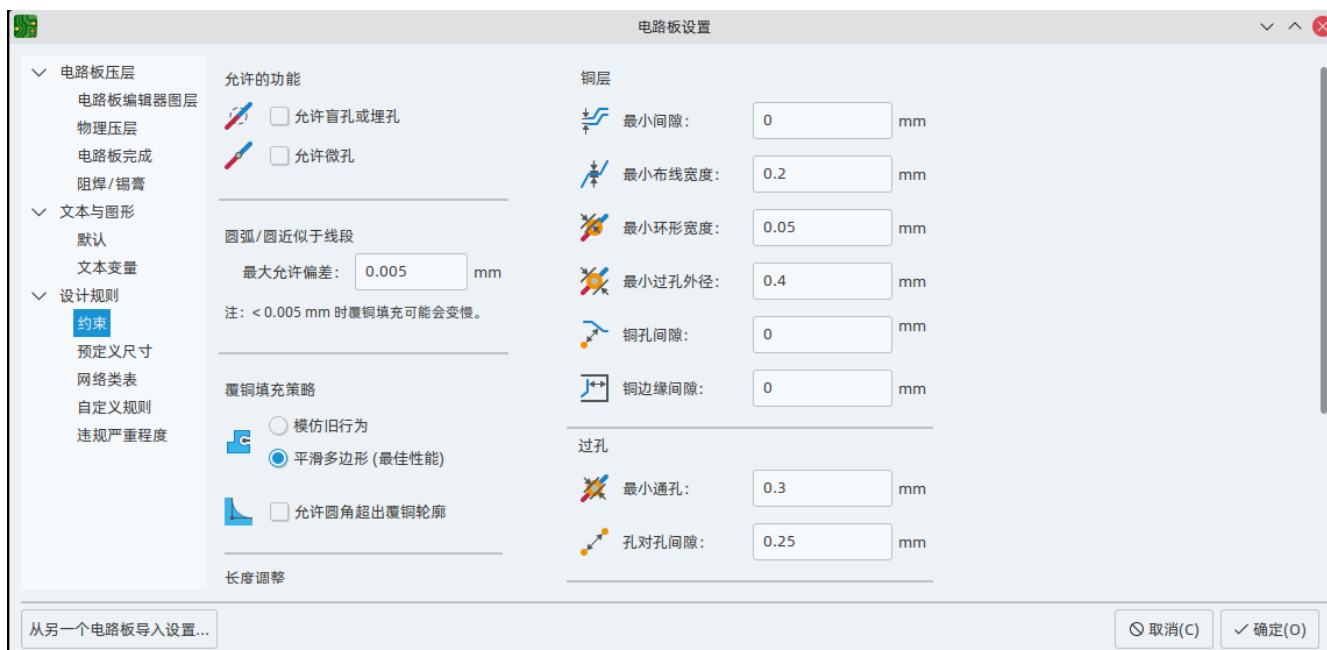 电路板设置
电路板压层
电路板编辑器图层
物理压层
电路板完成
阻焊/锡膏
文本与图形
默认
文本变量
设计规则
约束
预定义尺寸
网络类表
自定义规则
违规严重程度
允许的功能
允许盲孔或埋孔
允许微孔
圆弧/圆近似于线段
最大允许偏差: 0.005 mm
注: < 0.005 mm 时覆铜填充可能会变慢。
覆铜填充策略
模仿旧行为
平滑多边形 (最佳性能)
允许圆角超出覆铜轮廓
长度调整
铜层
最小间隙: 0 mm
最小布线宽度: 0.2 mm
最小环形宽度: 0.05 mm
最小过孔外径: 0.4 mm
铜孔间隙: 0 mm
铜边缘间隙: 0 mm
过孔
最小通孔: 0.3 mm
孔对孔间隙: 0.25 mm
从另一个电路板导入设置...
取消(C)
确定(O)